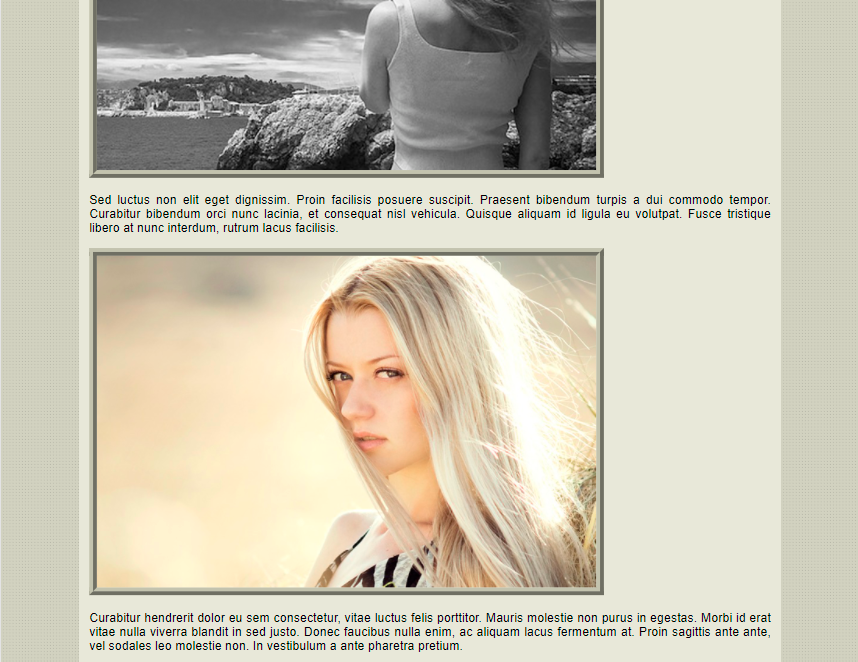 Sed luctus non elit eget dignissim. Proin facilisis posuere suscipit. Praesent bibendum turpis a dui commodo tempor.
Curabitur bibendum orci nunc lacinia, et consequat nisl vehicula. Quisque aliquam id ligula eu volutpat. Fusce tristique
libero at nunc interdum, rutrum lacus facilisis.
Curabitur hendrerit dolor eu sem consectetur, vitae luctus felis porttitor. Mauris molestie non purus in egestas. Morbi id erat
vitae nulla viverra blandit in sed justo. Donec faucibus nulla enim, ac aliquam lacus fermentum at. Proin sagittis ante ante,
vel sodales leo molestie non. In vestibulum a ante pharetra pretium.